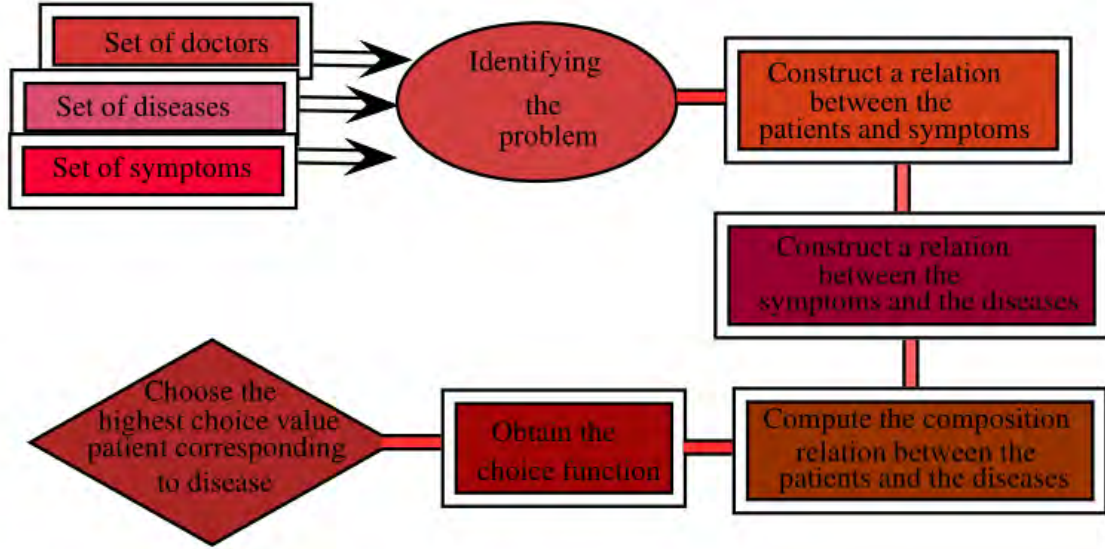 Set of doctors
Set of diseases
Set of symptoms
Identifying
the
problem
Construct a relation
between the
patients and symptoms
Construct a relation
between the
symptoms and the diseases
Compute the composition
relation between the
patients and the diseases
Obtain the
choice function
Choose the
highest choice value
patient corresponding
to disease